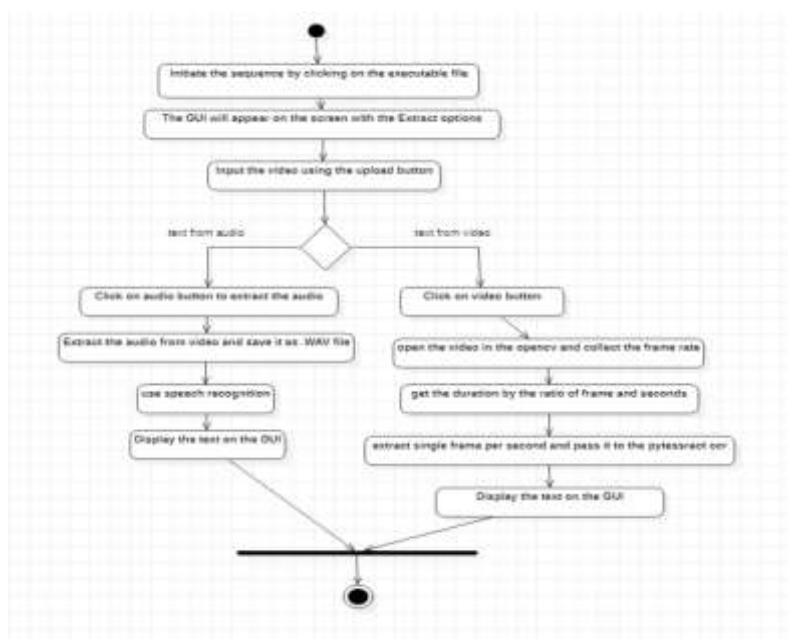 Initiate the sequence by clicking on the executable file
The GUI will appear on the screen with the Extract options
Input the video using the upload button
text from audio
text from video
Click on audio button to extract the audio
Click on video button
Extract the audio from video and save it as .WAV file
open the video in the opencv and collect the frame rate
use speech recognition
get the duration by the ratio of frame and seconds
Display the text on the GUI
extract single frame per second and pass it to the pytessract ocr
Display the text on the GUI